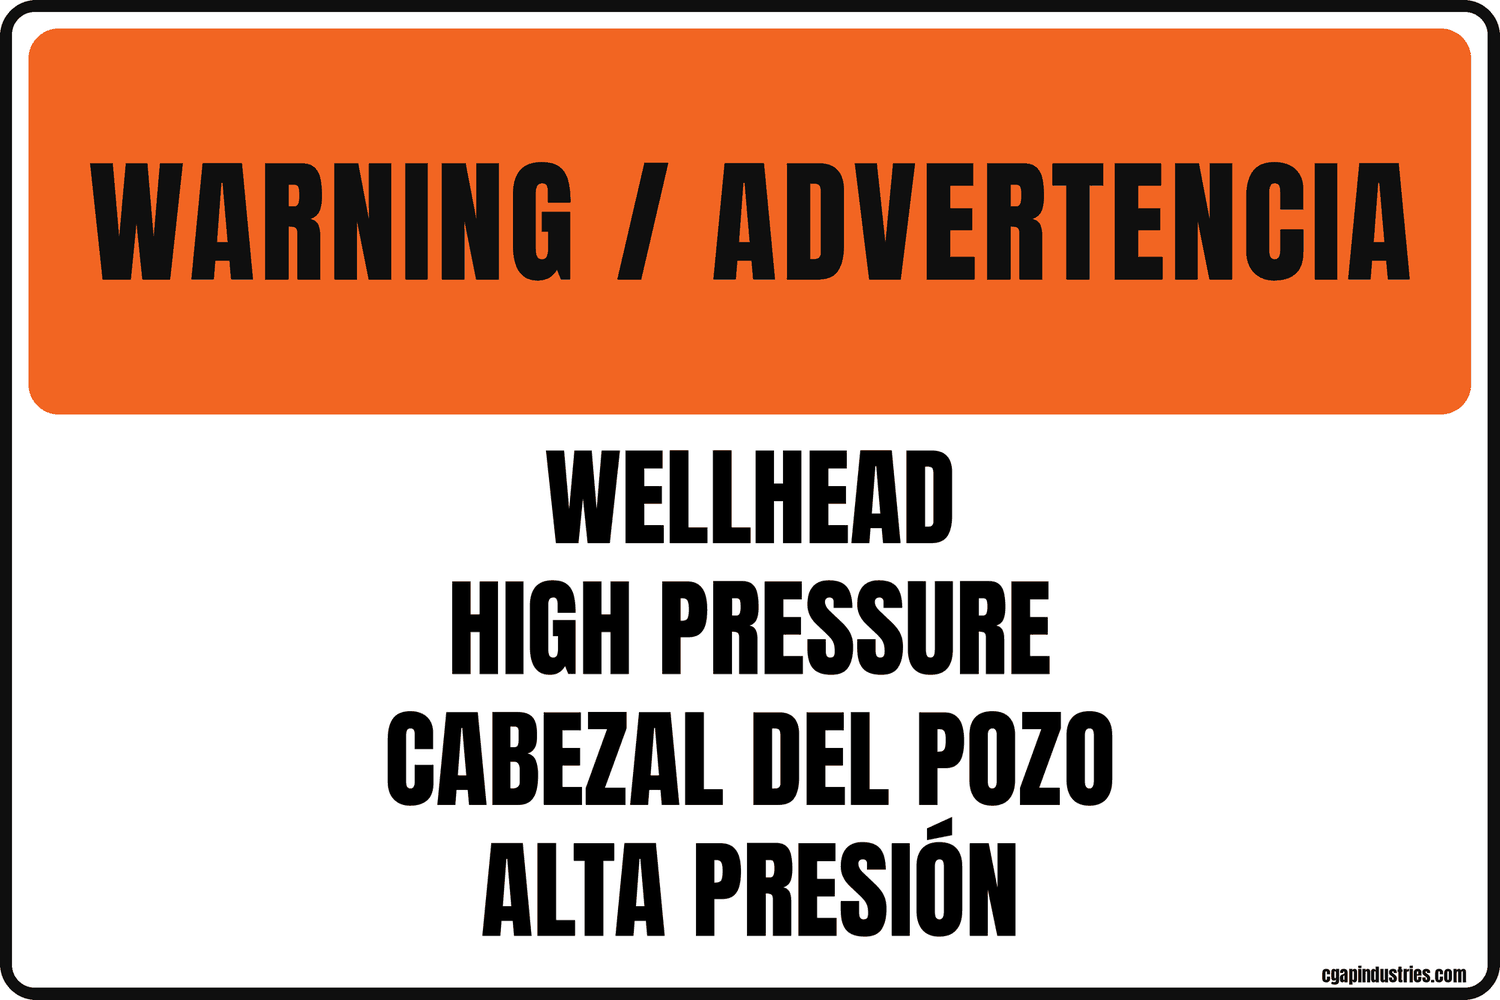 WARNING / ADVERTENCIA
WELLHEAD
HIGH PRESSURE
CABEZAL DEL POZO
ALTA PRESIÓN
cgapindustries.com